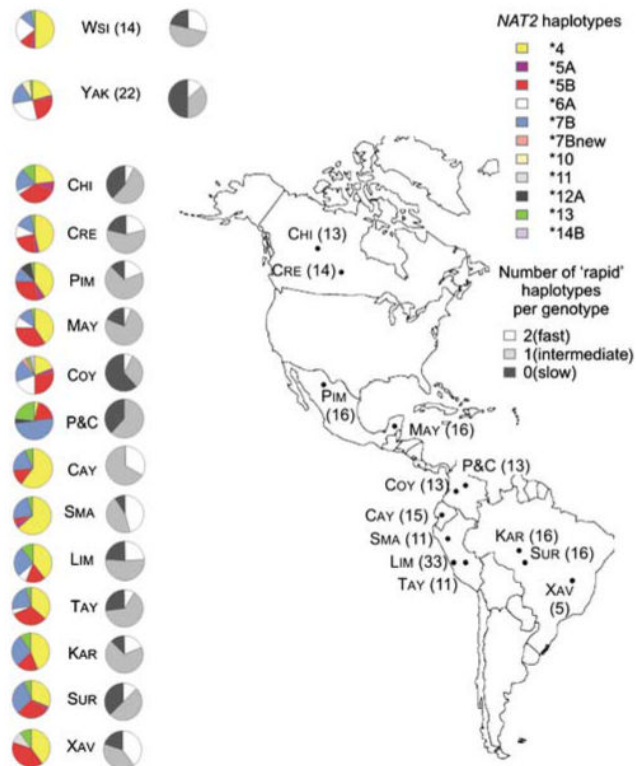 WSI (14)
YAK (22)
CHI
CRE
PIM
MAY
COY
P&C
CAY
SMA
LIM
TAY
KAR
SUR
XAV
CHI (13)
CRE (14)
PIM
(16)
MAY (16)
P&C (13)
COY (13)
CAY (15)
SMA (11)
LIM (33)
TAY (11)
KAR (16)
SUR (16)
XAV
(5)
NAT2 haplotypes
*4
*5A
*5B
*6A
*7B
*7Bnew
*10
*11
*12A
*13
*14B
Number of ‘rapid’
haplotypes
per genotype
2(fast)
1(intermediate)
0(slow)